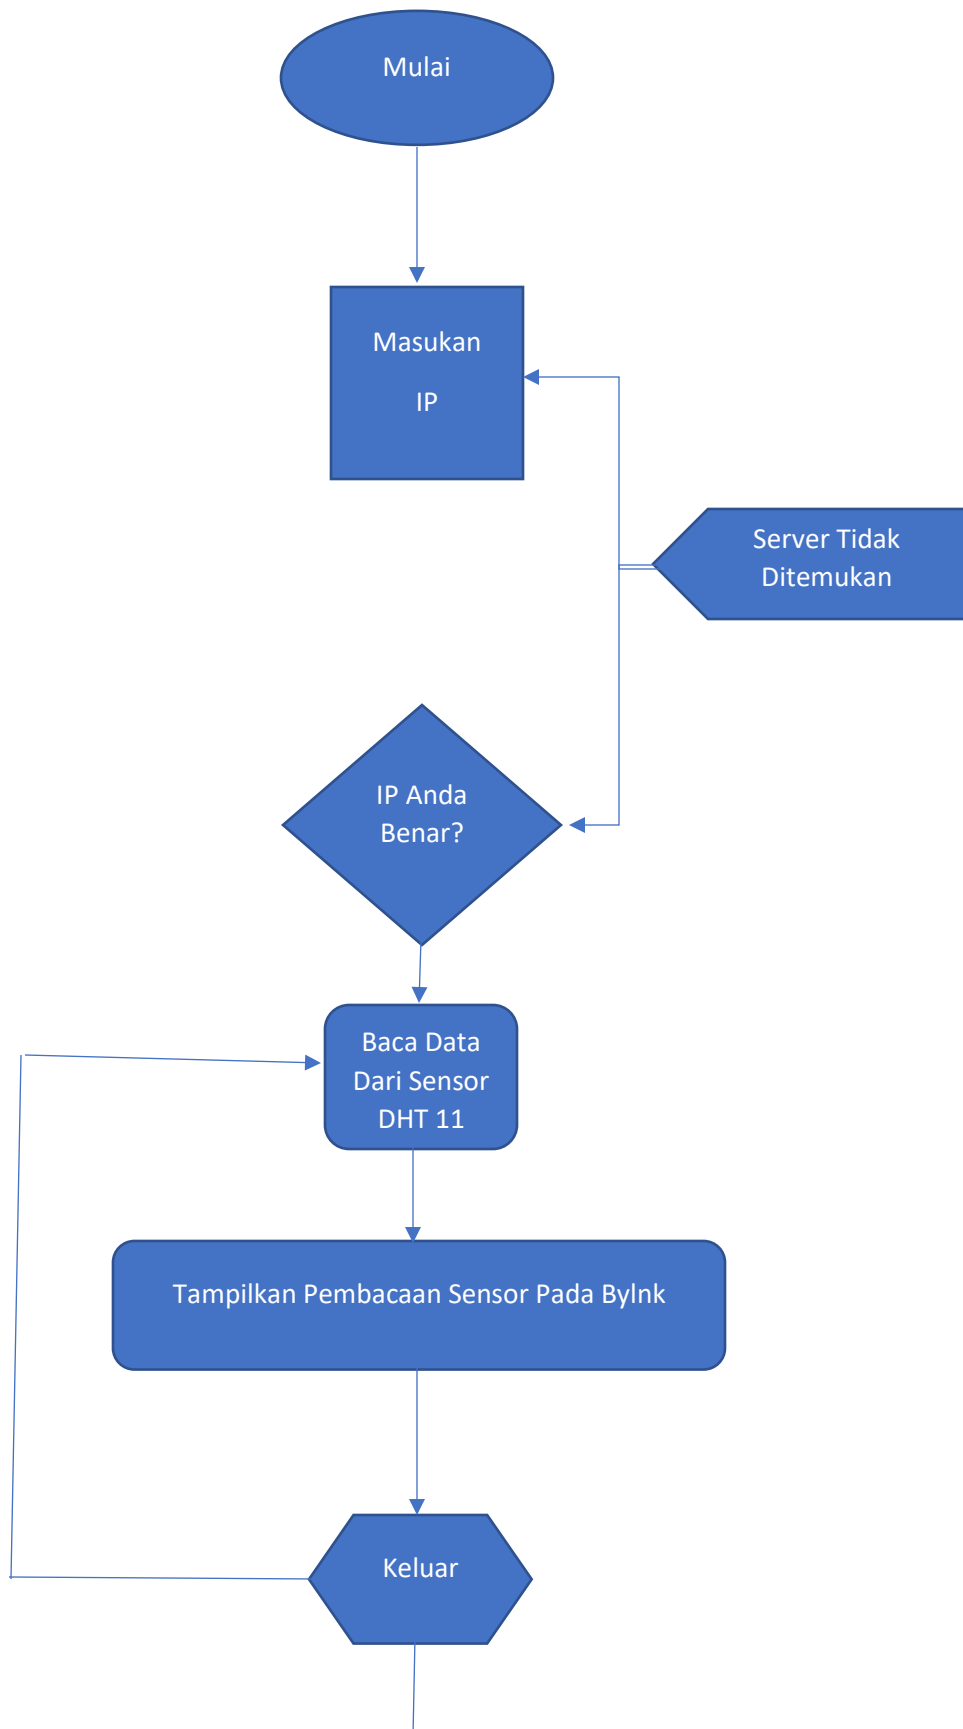 Mulai
Masukan
IP
Server Tidak
Ditemukan
IP Anda
Benar?
Baca Data
Dari Sensor
DHT 11
Tampilkan Pembacaan Sensor Pada Bylnk
Keluar